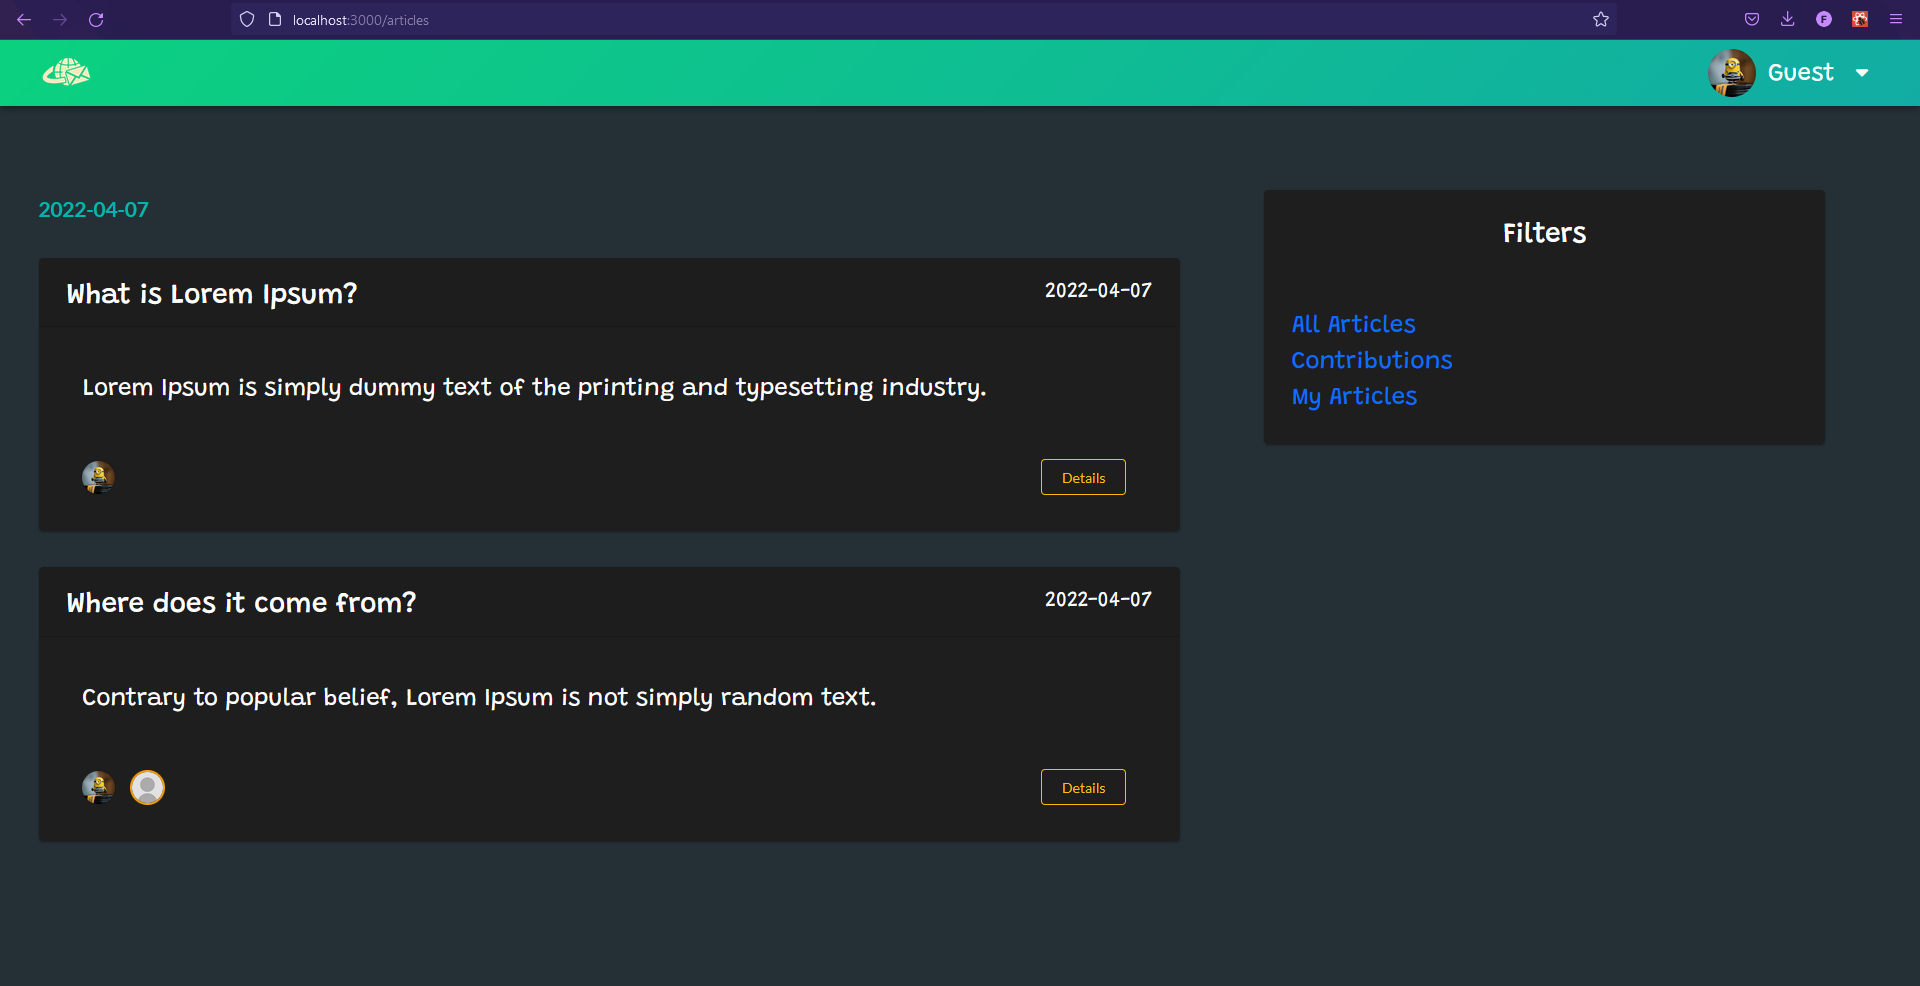 localhost:3000/articles
F
Guest
2022-04-07
What is Lorem Ipsum?
2022-04-07
Lorem Ipsum is simply dummy text of the printing and typesetting industry.
Details
Where does it come from?
2022-04-07
Contrary to popular belief, Lorem Ipsum is not simply random text.
Details
Filters
All Articles
Contributions
My Articles